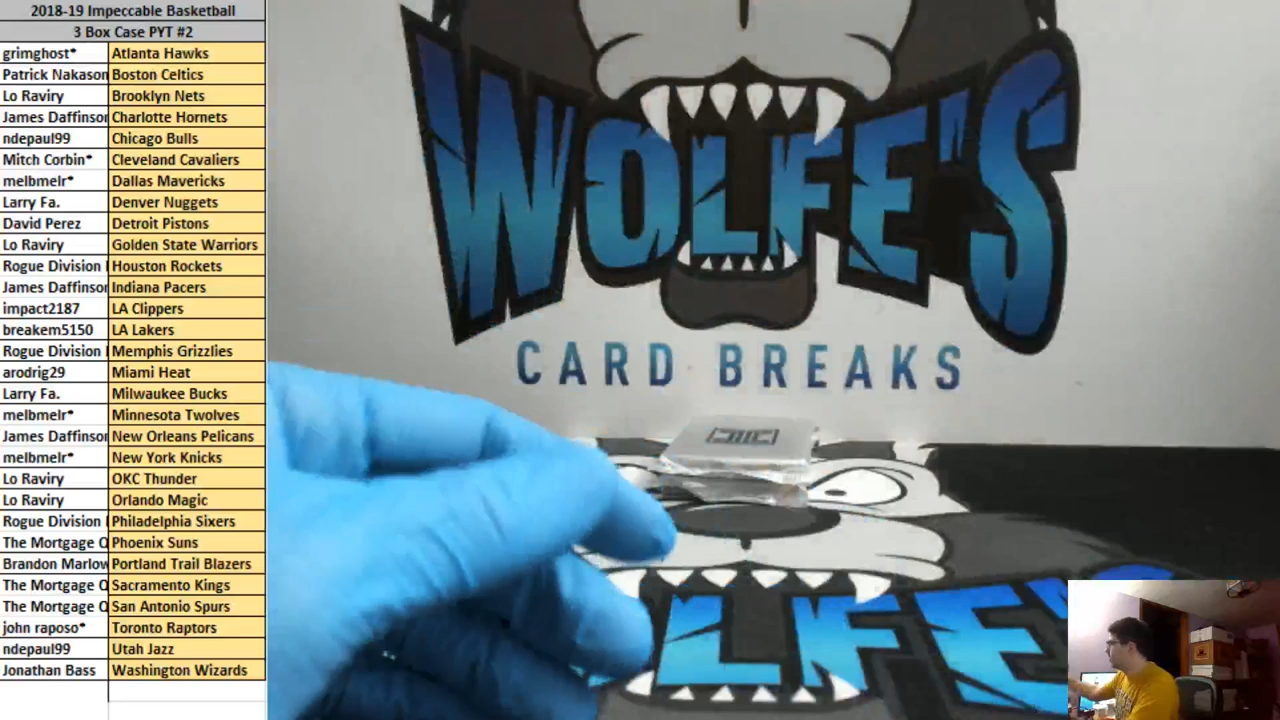 2018-19 Impeccable Basketball
3 Box Case PYT #2
grimghost* Atlanta Hawks
Patrick Nakason Boston Celtics
Lo Raviry Brooklyn Nets
James Daffinson Charlotte Hornets
ndepaul99 Chicago Bulls
Mitch Corbin* Cleveland Cavaliers
melbmelr* Dallas Mavericks
Larry Fa. Denver Nuggets
David Perez Detroit Pistons
Lo Raviry Golden State Warriors
Rogue Division Houston Rockets
James Daffinson Indiana Pacers
impact2187 LA Clippers
breakem5150 LA Lakers
Rogue Division Memphis Grizzlies
arodrig29 Miami Heat
Larry Fa. Milwaukee Bucks
melbmelr* Minnesota Twolves
James Daffinson New Orleans Pelicans
melbmelr* New York Knicks
Lo Raviry OKC Thunder
Lo Raviry Orlando Magic
Rogue Division Philadelphia Sixers
The Mortgage Phoenix Suns
Brandon Marlow Portland Trail Blazers
The Mortgage Sacramento Kings
The Mortgage San Antonio Spurs
john raposo* Toronto Raptors
ndepaul99 Utah Jazz
Jonathan Bass Washington Wizards
WOLFE'S
CARD BREAKS
LFE'S